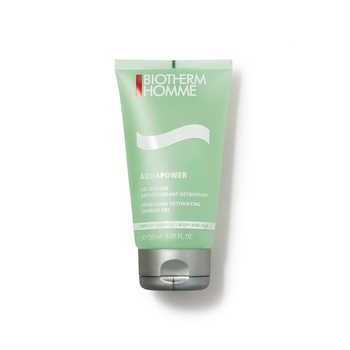 BIOTHERM
HOMME
AQUAPOWER
GEL DOUCHE
RAFRAÎCHISSANT DÉTOXIFIANT
REFRESHING DETOXIFYING
SHOWER GEL